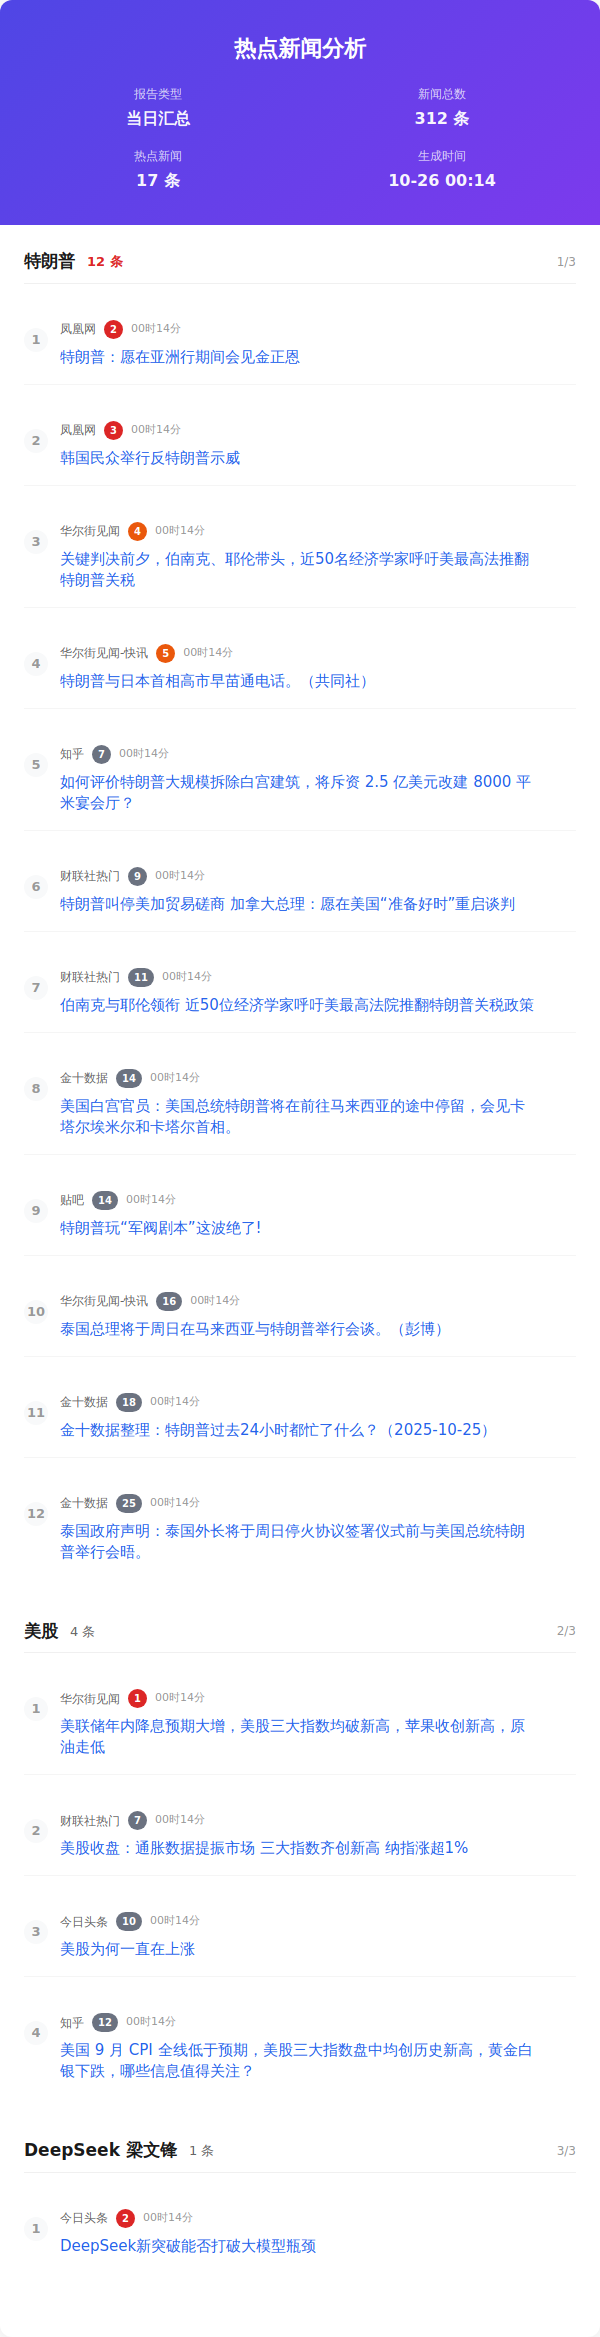 热点新闻分析
报告类型
新闻总数
当日汇总
312 条
热点新闻
生成时间
17 条
10-26 00:14
特朗普 12 条 1/3
1 凤凰网 2 00时14分
特朗普：愿在亚洲行期间会见金正恩
2 凤凰网 3 00时14分
韩国民众举行反特朗普示威
3 华尔街见闻 4 00时14分
关键判决前夕，伯南克、耶伦带头，近50名经济学家呼吁美最高法推翻
特朗普关税
4 华尔街见闻-快讯 5 00时14分
特朗普与日本首相高市早苗通电话。（共同社）
5 知乎 7 00时14分
如何评价特朗普大规模拆除白宫建筑，将斥资 2.5 亿美元改建 8000 平
米宴会厅？
6 财联社热门 9 00时14分
特朗普叫停美加贸易磋商 加拿大总理：愿在美国“准备好时”重启谈判
7 财联社热门 11 00时14分
伯南克与耶伦领衔 近50位经济学家呼吁美最高法院推翻特朗普关税政策
8 金十数据 14 00时14分
美国白宫官员：美国总统特朗普将在前往马来西亚的途中停留，会见卡
塔尔埃米尔和卡塔尔首相。
9 贴吧 14 00时14分
特朗普玩“军阀剧本”这波绝了!
10 华尔街见闻-快讯 16 00时14分
泰国总理将于周日在马来西亚与特朗普举行会谈。（彭博）
11 金十数据 18 00时14分
金十数据整理：特朗普过去24小时都忙了什么？（2025-10-25）
12 金十数据 25 00时14分
泰国政府声明：泰国外长将于周日停火协议签署仪式前与美国总统特朗
普举行会晤。
美股 4 条 2/3
1 华尔街见闻 1 00时14分
美联储年内降息预期大增，美股三大指数均破新高，苹果收创新高，原
油走低
2 财联社热门 7 00时14分
美股收盘：通胀数据提振市场 三大指数齐创新高 纳指涨超1%
3 今日头条 10 00时14分
美股为何一直在上涨
4 知乎 12 00时14分
美国 9 月 CPI 全线低于预期，美股三大指数盘中均创历史新高，黄金白
银下跌，哪些信息值得关注？
DeepSeek 梁文锋 1 条 3/3
1 今日头条 2 00时14分
DeepSeek新突破能否打破大模型瓶颈